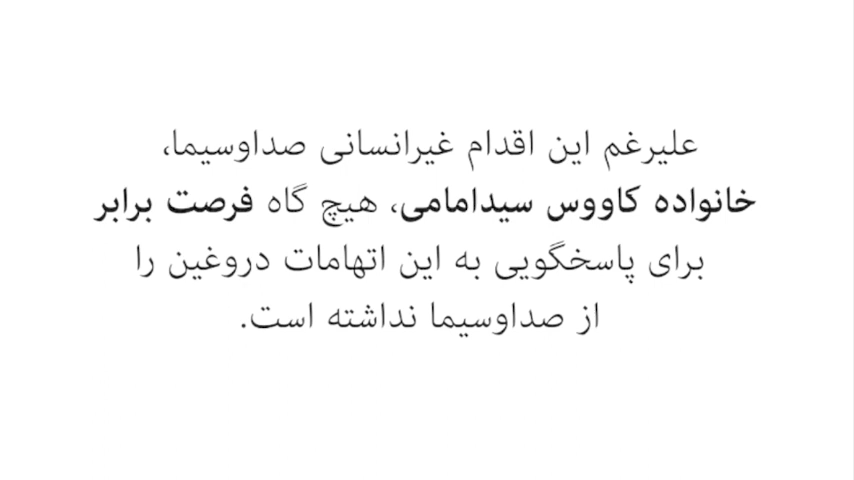 علیرغم این اقدام غیرانسانی صداوسیما،
خانواده کاووس سیدامامی، هیچ گاه فرصت برابر
برای پاسخگویی به این اتهامات دروغین را
از صداوسیما نداشته است.